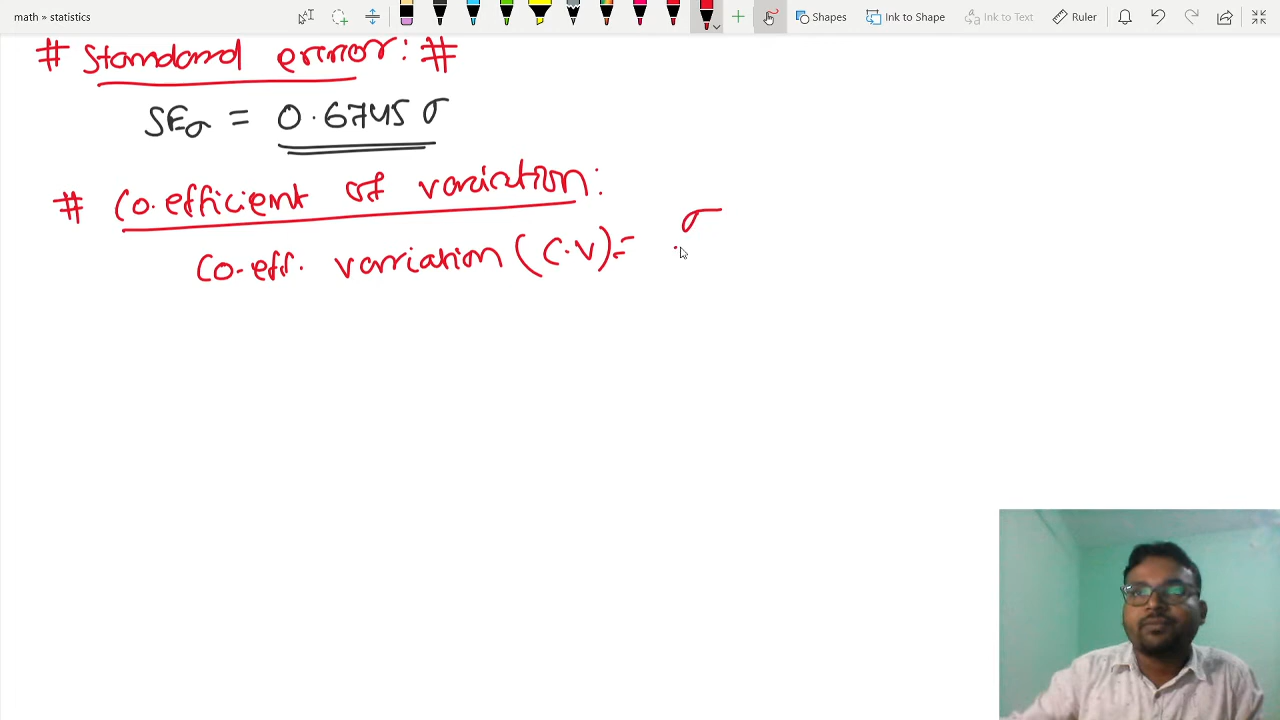 math » statistics
Shapes
Ink to Shape
Ink to Text
Ruler
# Standard error: #
SEσ = 0.6745 σ
# Co.efficient of variation:
Co-eff. variation (C.V) = σ